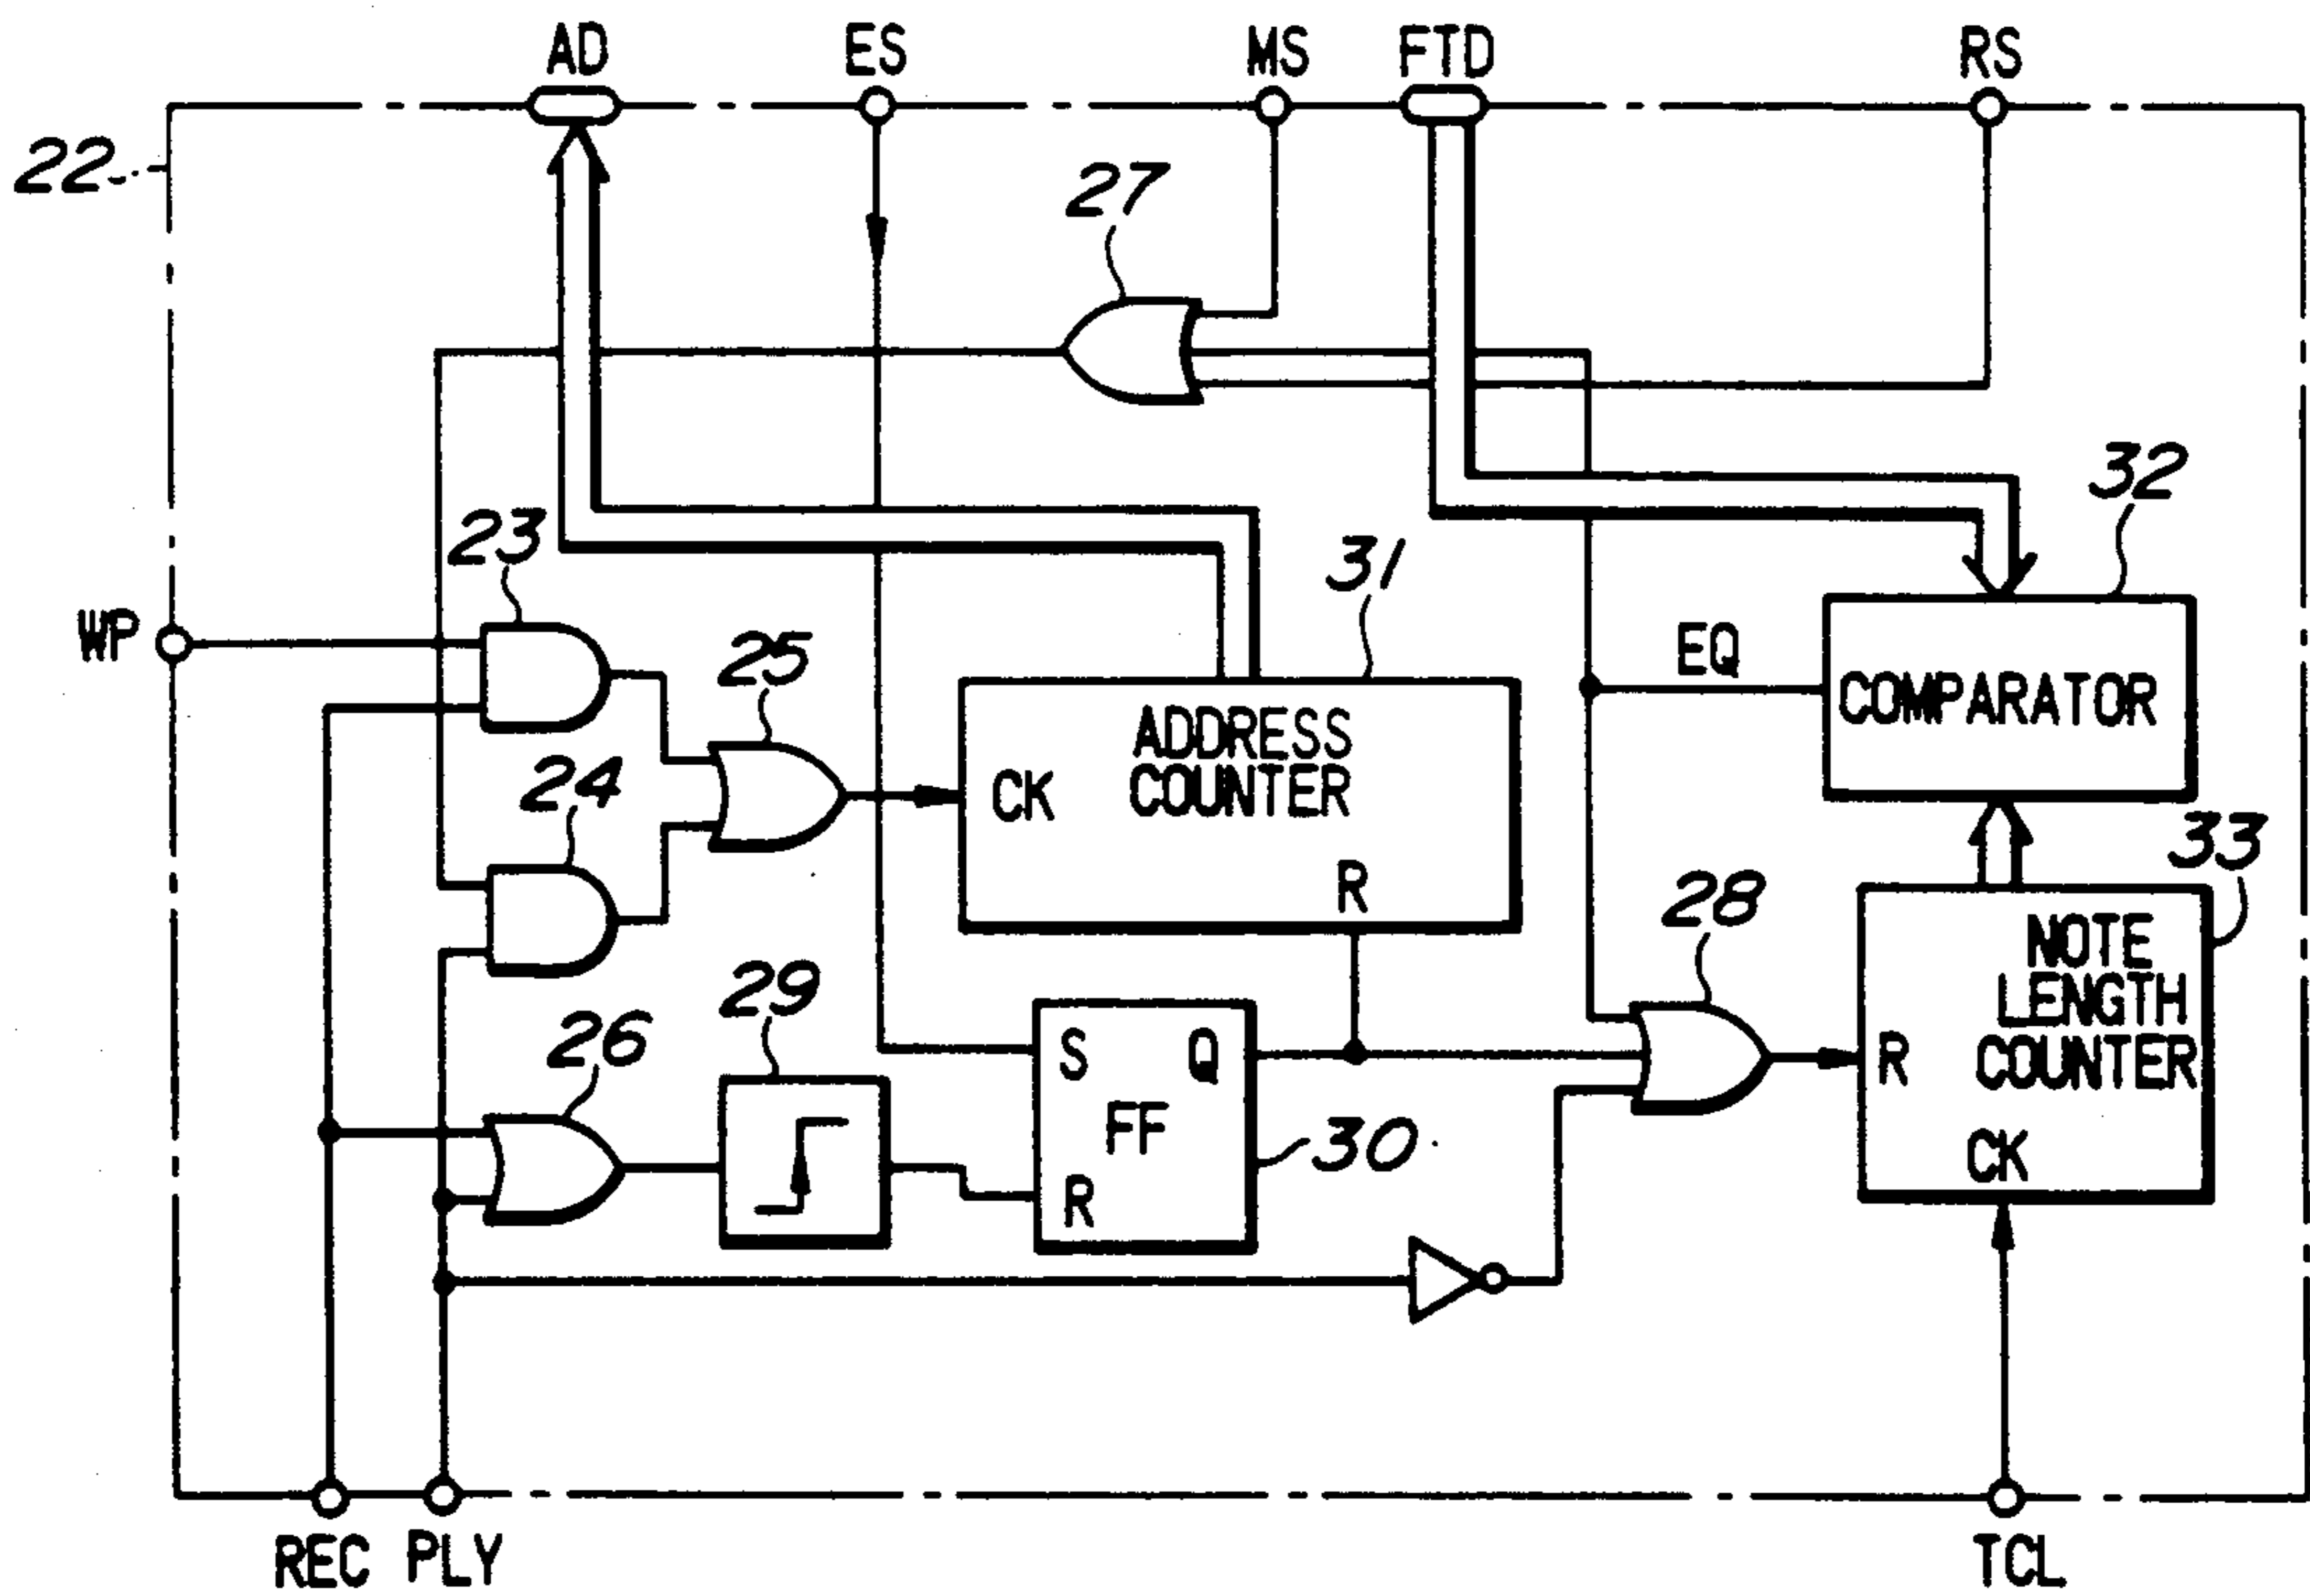 AD
ES
MS
FTD
RS
22
27
32
23
31
WP
25
EQ
COMPARATOR
ADDRESS
COUNTER
CK
24
33
R
28
NOTE
LENGTH
COUNTER
29
26
S
Q
R
FF
CK
30
R
REC
PLY
TCL